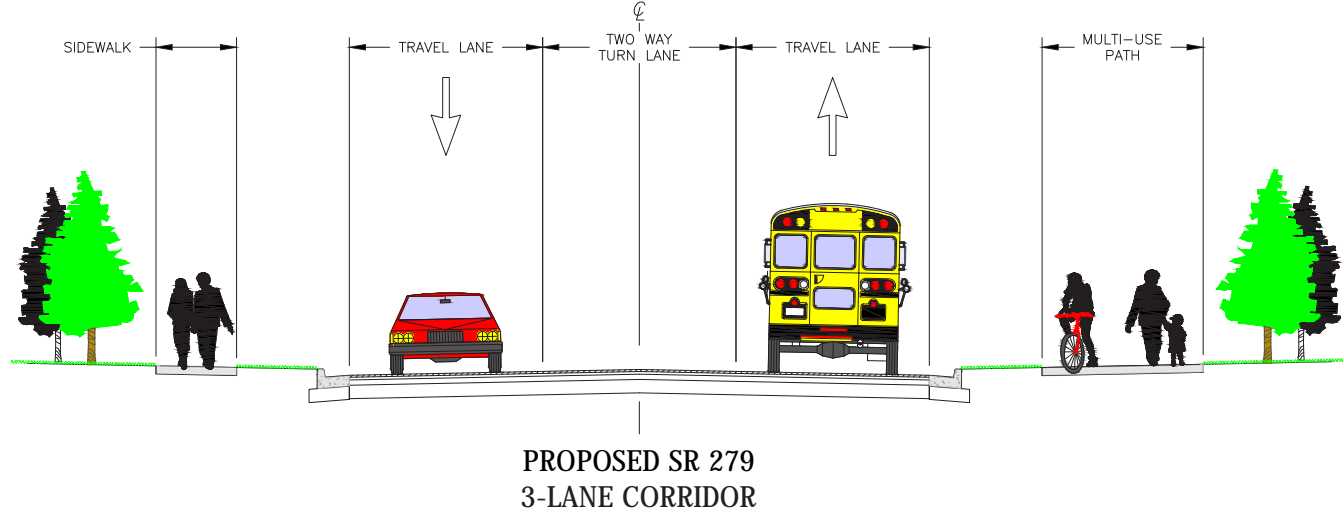 ℄
SIDEWALK
TRAVEL LANE
TWO WAY
TURN LANE
TRAVEL LANE
MULTI-USE
PATH
PROPOSED SR 279
3-LANE CORRIDOR